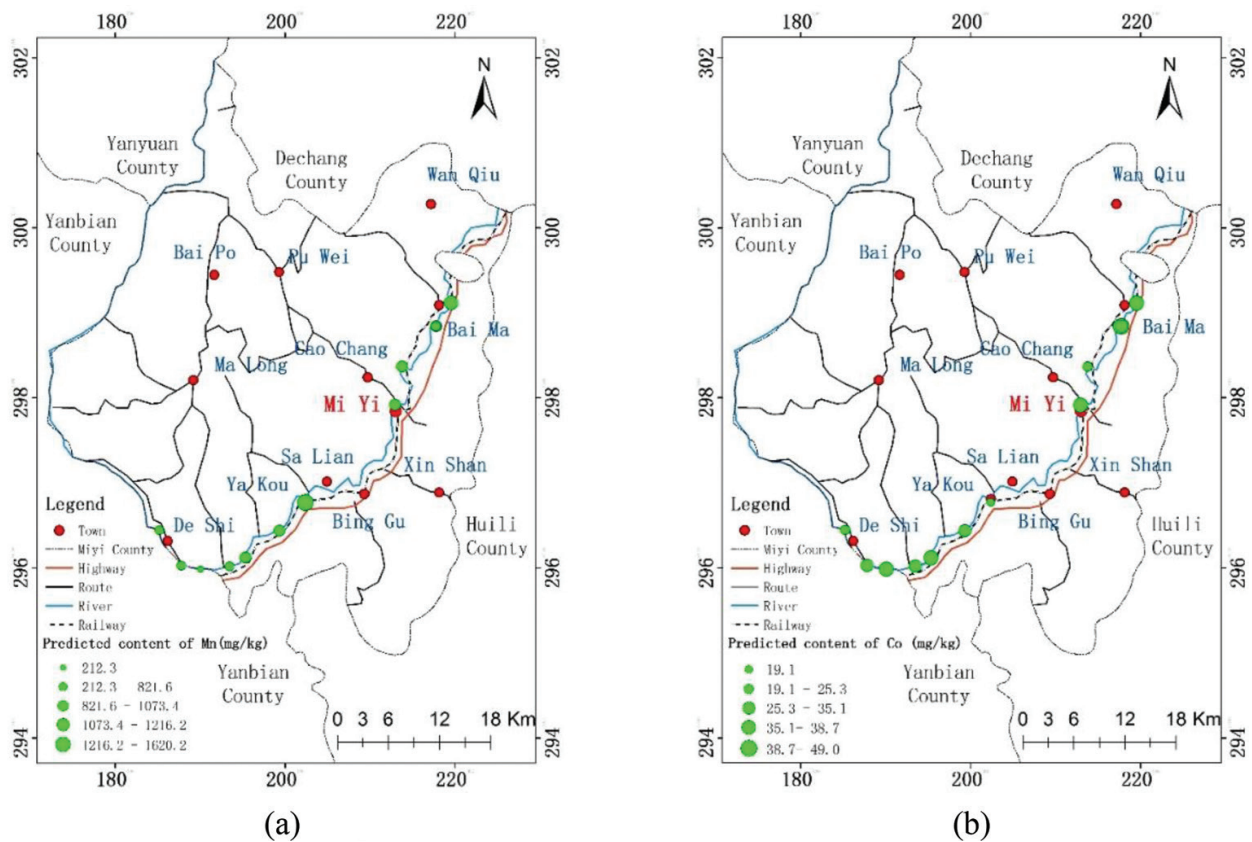 180 200 220
302 302
N
Yanyuan
County
Dechang
County
Wan Qiu
Yanbian
County
300 300
Bai Po
Pu Wei
Bai Ma
Ma Long
Cao Chang
298 298
Mi Yi
Sa Lian
Xin Shan
Ya Kou
Legend
Town
De Shi
Bing Gu
Huili
County
Miyi County
Highway
296 296
Route
River
Railway
Predicted content of Mn(mg/kg)
212.3
212.3 821.6
821.6 - 1073.4
1073.4 - 1216.2
1216.2 - 1620.2
Yanbian
County
0 3 6 12 18 Km
294 294
180 200 220
(a)
180 200 220
302 302
N
Yanyuan
County
Dechang
County
Wan Qiu
Yanbian
County
300 300
Bai Po
Pu Wei
Bai Ma
Ma Long
Cao Chang
298 298
Mi Yi
Sa Lian
Xin Shan
Ya Kou
Legend
Town
De Shi
Bing Gu
Huili
County
Miyi County
Highway
296 296
Route
River
Railway
Predicted content of Co (mg/kg)
19.1
19.1 - 25.3
25.3 - 35.1
35.1 - 38.7
38.7- 49.0
Yanbian
County
0 3 6 12 18 Km
294 294
180 200 220
(b)